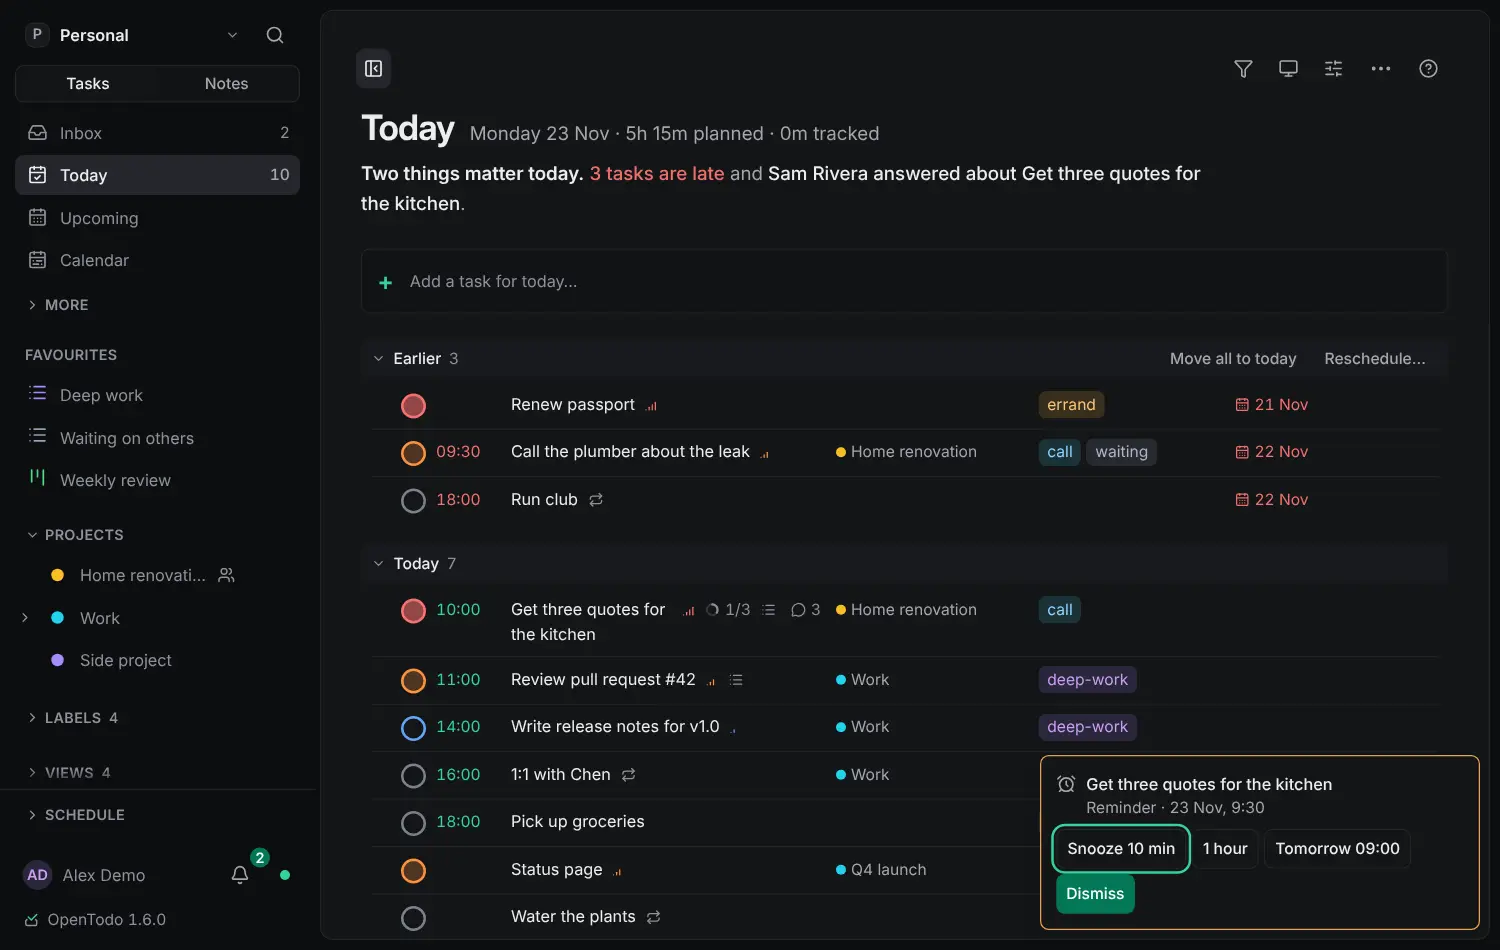 P Personal
Tasks Notes
Inbox 2
Today 10
Upcoming
Calendar
MORE
FAVOURITES
Deep work
Waiting on others
Weekly review
PROJECTS
Home renovati...
Work
Side project
LABELS 4
VIEWS 4
SCHEDULE
AD Alex Demo 2
OpenTodo 1.6.0
Today Monday 23 Nov · 5h 15m planned · 0m tracked
Two things matter today. 3 tasks are late and Sam Rivera answered about Get three quotes for
the kitchen.
+ Add a task for today...
Earlier 3 Move all to today Reschedule...
Renew passport errand 21 Nov
09:30 Call the plumber about the leak Home renovation call waiting 22 Nov
18:00 Run club 22 Nov
Today 7
10:00 Get three quotes for 1/3 3 Home renovation call
the kitchen
11:00 Review pull request #42 Work deep-work
14:00 Write release notes for v1.0 Work deep-work
16:00 1:1 with Chen Work
18:00 Pick up groceries
Status page Q4 launch
Water the plants
Get three quotes for the kitchen
Reminder · 23 Nov, 9:30
Snooze 10 min 1 hour Tomorrow 09:00
Dismiss